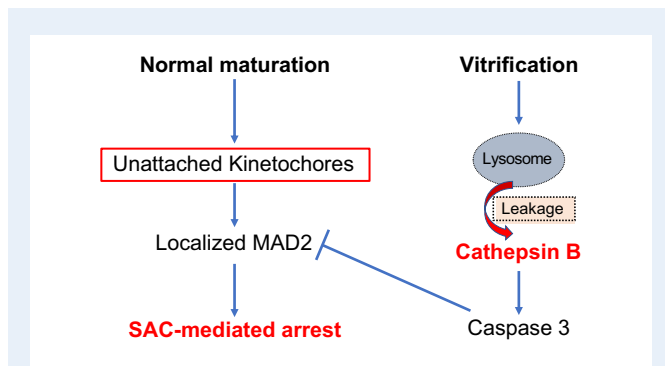 Normal maturation
Vitrification
Unattached Kinetochores
Lysosome
Leakage
Localized MAD2
Cathepsin B
SAC-mediated arrest
Caspase 3